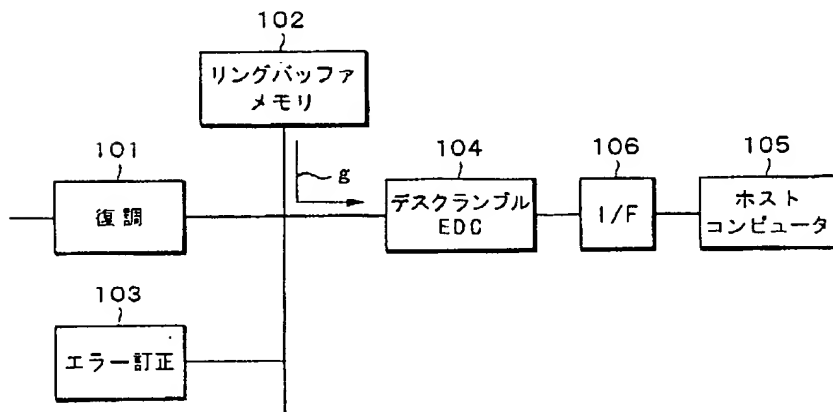 102
リングバッファ
メモリ
101
復調
g
104
デスクランブル
EDC
106
I/F
105
ホスト
コンピュータ
103
エラー訂正